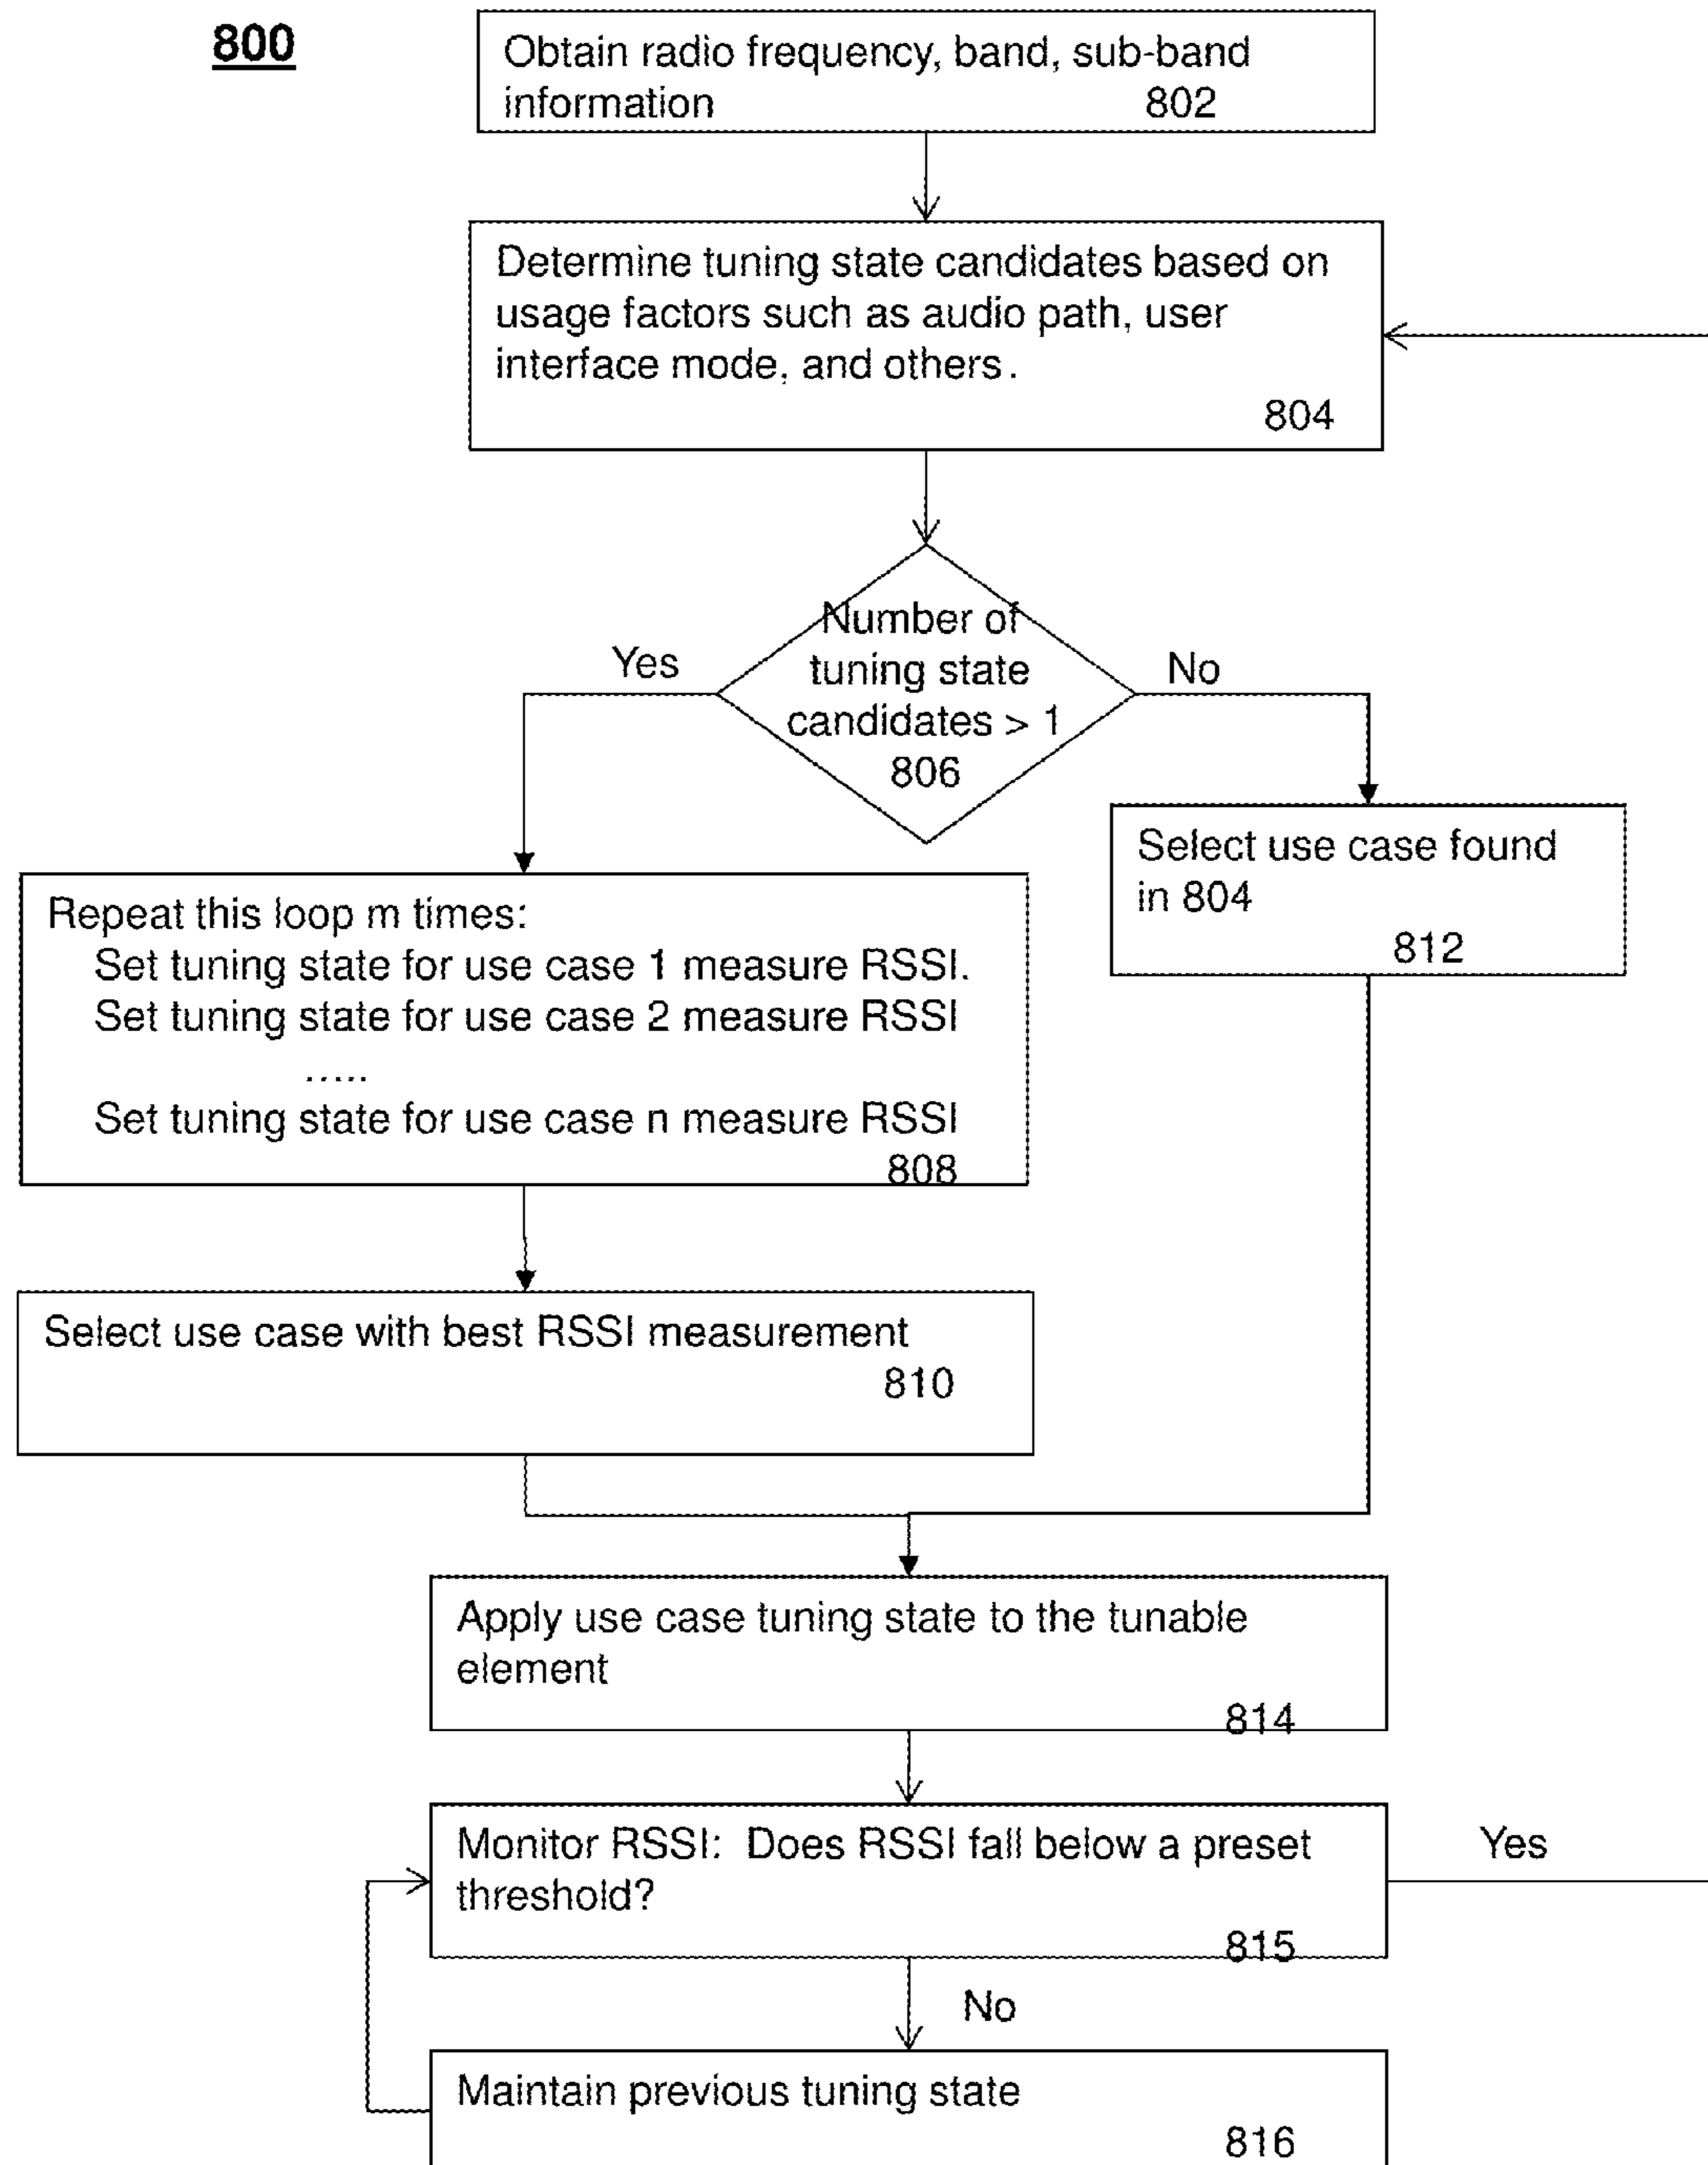 800
Obtain radio frequency, band, sub-band
information 802
Determine tuning state candidates based on
usage factors such as audio path, user
interface mode, and others.
804
Number of
tuning state
candidates > 1
806
Yes
No
Select use case found
in 804
812
Repeat this loop m times:
Set tuning state for use case 1 measure RSSI.
Set tuning state for use case 2 measure RSSI
.....
Set tuning state for use case n measure RSSI
808
Select use case with best RSSI measurement
810
Apply use case tuning state to the tunable
element
814
Monitor RSSI: Does RSSI fall below a preset
threshold?
815
Yes
No
Maintain previous tuning state
816